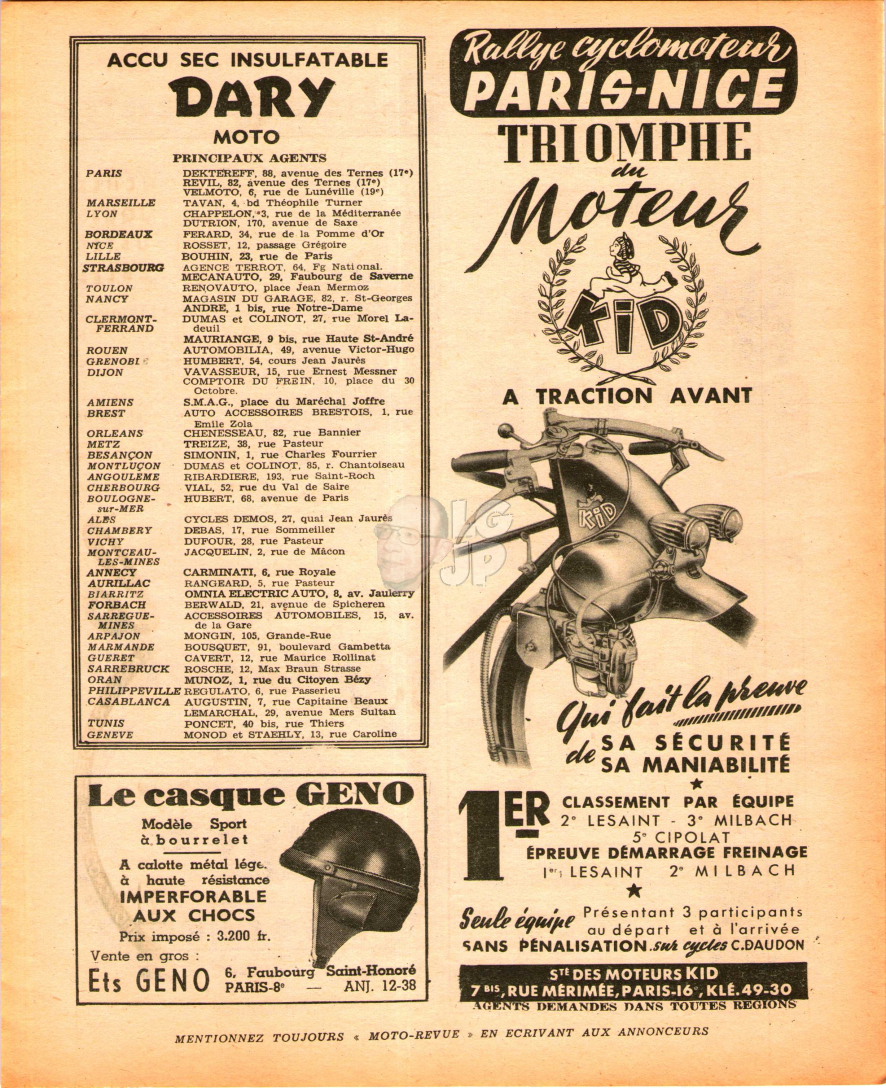 ACCU SEC INSULFATABLE
DARY
MOTO
PRINCIPAUX AGENTS
PARIS DEKTEREFF, 88, avenue des Ternes (17e)
REVIL, 82, avenue des Ternes (17e)
VELMOTO, 6, rue de Lunéville (19e)
MARSEILLE TAVAN, 4, bd Théophile Turner
LYON CHAPPELON, 3, rue de la Méditerranée
DUTRION, 170, avenue de Saxe
BORDEAUX FERARD, 34, rue de la Pomme d'Or
NICE ROSSET, 12, passage Grégoire
LILLE BOUHIN, 23, rue de Paris
STRASBOURG AGENCE TERROT, 64, Fg National.
MECANAUTO, 29, Faubourg de Saverne
TOULON RENOVAUTO, place Jean Mermoz
NANCY MAGASIN DU GARAGE, 82, r. St-Georges
ANDRE, 1 bis, rue Notre-Dame
CLERMONT- DUMAS et COLINOT, 27, rue Morel La-
FERRAND deuil
MAURIANGE, 9 bis, rue Haute St-André
ROUEN AUTOMOBILIA, 49, avenue Victor-Hugo
GRENOBL HUMBERT, 54, cours Jean Jaurés
DIJON VAVASSEUR, 15, rue Ernest Messner
COMPTOIR DU FREIN, 10, place du 30
Octobre.
AMIENS S.M.A.G., place du Maréchal Joffre
BREST AUTO ACCESSOIRES BRESTOIS, 1, rue
Emile Zola
ORLEANS CHENESSEAU, 82, rue Bannier
METZ TREIZE, 38, rue Pasteur
BESANÇON SIMONIN, 1, rue Charles Fourrier
MONTLUÇON DUMAS et COLINOT, 85, r. Chantoiseau
ANGOULEME RIBARDIERE, 193, rue Saint-Roch
CHERBOURG VIAL, 52, rue du Val de Saire
BOULOGNE- HUBERT, 68, avenue de Paris
sur-MER
ALES CYCLES DEMOS, 27, quai Jean Jaurès
CHAMBERY DEBAS, 17, rue Sommeiller
VICHY DUFOUR, 28, rue Pasteur
MONTCEAU- JACQUELIN, 2, rue de Mâcon
LES-MINES
ANNECY CARMINATI, 6, rue Royale
AURILLAC RANGEARD, 5, rue Pasteur
BIARRITZ OMNIA ELECTRIC AUTO, 8, av. Jaulerry
FORBACH BERWALD, 21, avenue de Spicheren
SARREGUE- ACCESSOIRES AUTOMOBILES, 15, av.
MINES de la Gare
ARPAJON MONGIN, 105, Grande-Rue
MARMANDE BOUSQUET, 91, boulevard Gambetta
GUERET CAVERT, 12, rue Maurice Rollinat
SARREBRUCK ROSCHE, 12, Max Braun Strasse
ORAN MUNOZ, 1, rue du Citoyen Bézy
PHILIPPEVILLE REGULATO, 6, rue Passerieu
CASABLANCA AUGUSTIN, 7, rue Capitaine Beaux
LEMARCHAL, 29, avenue Mers Sultan
TUNIS PONCET, 40 bis, rue Thiers
GENEVE MONOD et STAEHLY, 13, rue Caroline
Le casque GENO
Modèle Sport
à bourrelet
A calotte métal lége.
à haute résistance
IMPERFORABLE
AUX CHOCS
Prix imposé : 3.200 fr.
Vente en gros :
Ets GENO 6, Faubourg Saint-Honoré
PARIS-8e — ANJ. 12-38
Rallye cyclomoteur
PARIS-NICE
TRIOMPHE
du
Moteur
KID
A TRACTION AVANT
KID
LG
JP
Qui fait la preuve
de SA SÉCURITÉ
SA MANIABILITÉ
1ER CLASSEMENT PAR ÉQUIPE
2e LESAINT - 3e MILBACH
5e CIPOLAT
ÉPREUVE DÉMARRAGE FREINAGE
1er LESAINT 2e MILBACH
Seule équipe Présentant 3 participants
au départ et à l'arrivée
SANS PÉNALISATION sur cycles C.DAUDON
STÉ DES MOTEURS KID
7 BIS, RUE MÉRIMÉE, PARIS-16e, KLÉ.49-30
AGENTS DEMANDES DANS TOUTES REGIONS
MENTIONNEZ TOUJOURS « MOTO-REVUE » EN ECRIVANT AUX ANNONCEURS